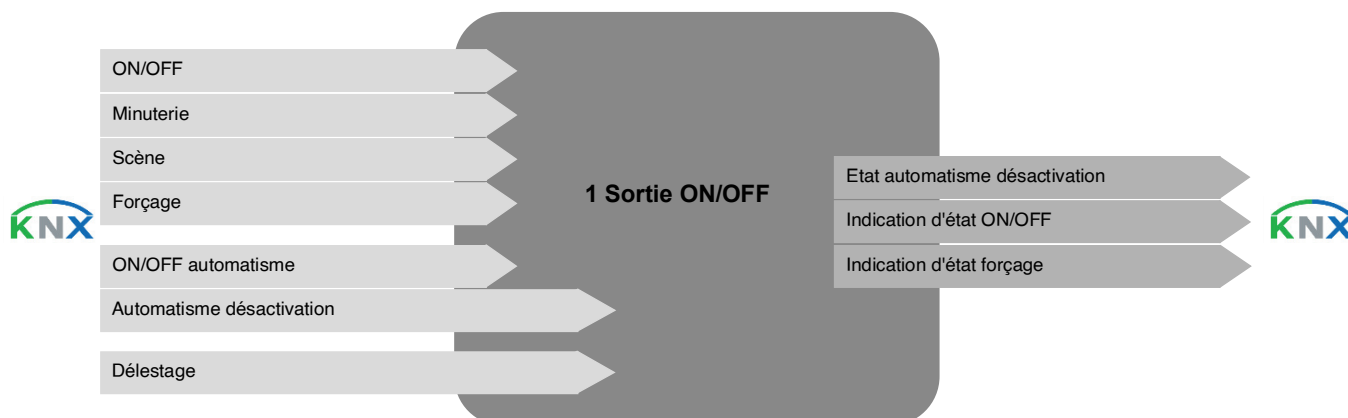 ON/OFF
Minuterie
Scène
Forçage
KNX
ON/OFF automatisme
Automatisme désactivation
Délestage
1 Sortie ON/OFF
Etat automatisme désactivation
Indication d'état ON/OFF
Indication d'état forçage
KNX